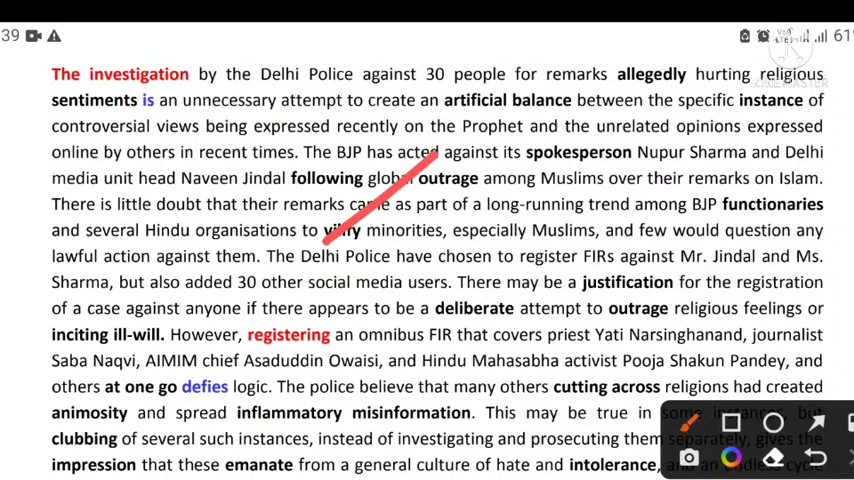 39 61
The investigation by the Delhi Police against 30 people for remarks allegedly hurting religious
sentiments is an unnecessary attempt to create an artificial balance between the specific instance of
controversial views being expressed recently on the Prophet and the unrelated opinions expressed
online by others in recent times. The BJP has acted against its spokesperson Nupur Sharma and Delhi
media unit head Naveen Jindal following global outrage among Muslims over their remarks on Islam.
There is little doubt that their remarks came as part of a long-running trend among BJP functionaries
and several Hindu organisations to vilify minorities, especially Muslims, and few would question any
lawful action against them. The Delhi Police have chosen to register FIRs against Mr. Jindal and Ms.
Sharma, but also added 30 other social media users. There may be a justification for the registration
of a case against anyone if there appears to be a deliberate attempt to outrage religious feelings or
inciting ill-will. However, registering an omnibus FIR that covers priest Yati Narsinghanand, journalist
Saba Naqvi, AIMIM chief Asaduddin Owaisi, and Hindu Mahasabha activist Pooja Shakun Pandey, and
others at one go defies logic. The police believe that many others cutting across religions had created
animosity and spread inflammatory misinformation. This may be true in some instances, but
clubbing of several such instances, instead of investigating and prosecuting them separately, gives the
impression that these emanate from a general culture of hate and intolerance, and an endless cycle